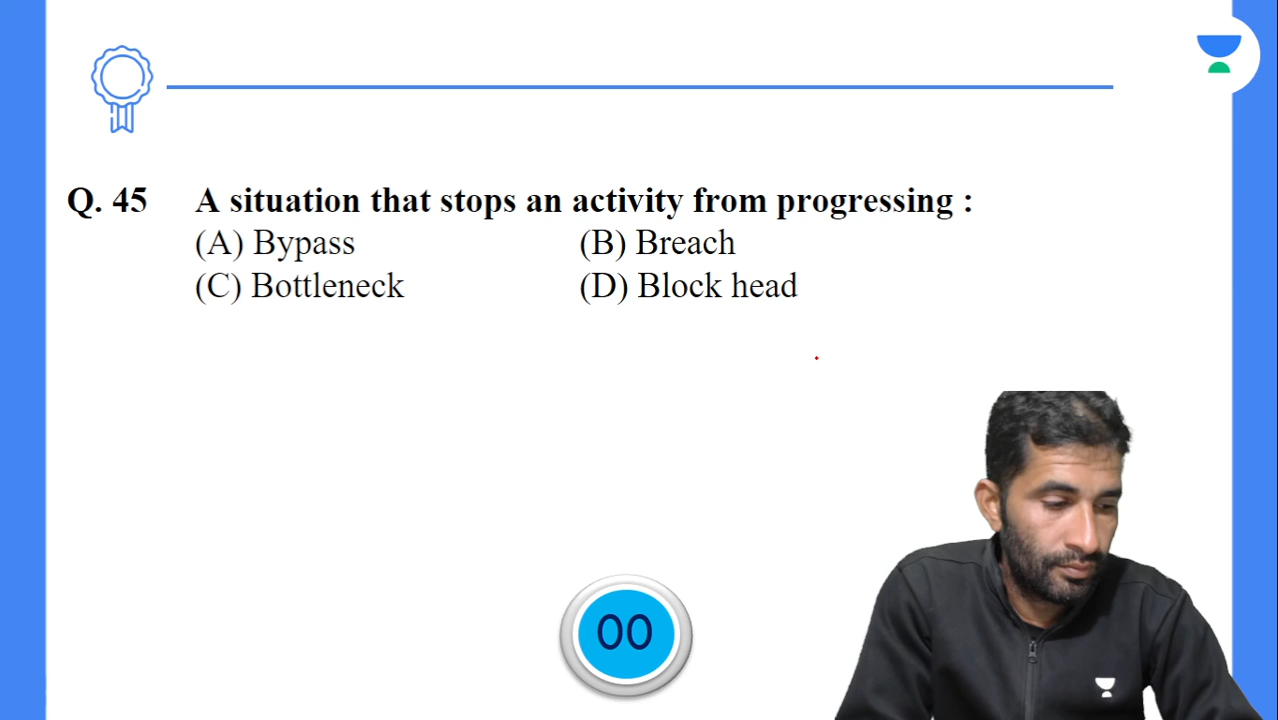 Q. 45 A situation that stops an activity from progressing :
(A) Bypass (B) Breach
(C) Bottleneck (D) Block head
00